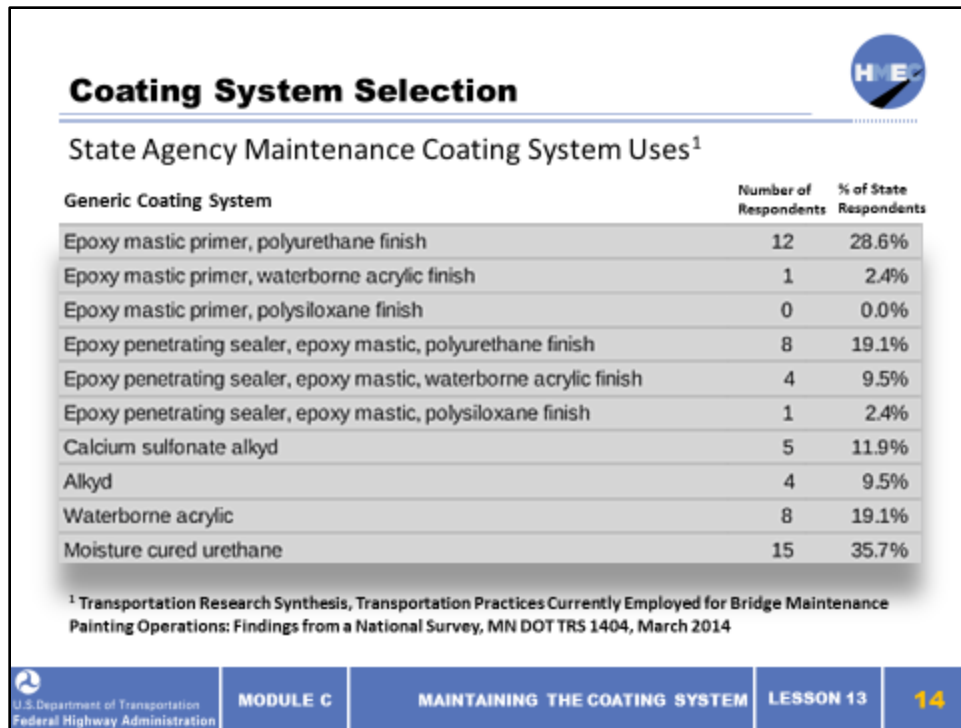 Coating System Selection
HMEC
State Agency Maintenance Coating System Uses1
Generic Coating System Number of Respondents % of State Respondents
Epoxy mastic primer, polyurethane finish 12 28.6%
Epoxy mastic primer, waterborne acrylic finish 1 2.4%
Epoxy mastic primer, polysiloxane finish 0 0.0%
Epoxy penetrating sealer, epoxy mastic, polyurethane finish 8 19.1%
Epoxy penetrating sealer, epoxy mastic, waterborne acrylic finish 4 9.5%
Epoxy penetrating sealer, epoxy mastic, polysiloxane finish 1 2.4%
Calcium sulfonate alkyd 5 11.9%
Alkyd 4 9.5%
Waterborne acrylic 8 19.1%
Moisture cured urethane 15 35.7%
1 Transportation Research Synthesis, Transportation Practices Currently Employed for Bridge Maintenance
Painting Operations: Findings from a National Survey, MN DOT TRS 1404, March 2014
U.S.Department of Transportation
Federal Highway Administration
MODULE C
MAINTAINING THE COATING SYSTEM
LESSON 13
14